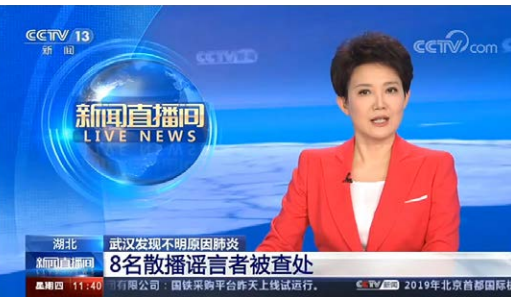 CCTV 13
新闻
CCTV.com
新闻直播间
LIVE NEWS
湖北
武汉发现不明原因肺炎
新闻直播间
8名散播谣言者被查处
星期四 11:40
有限公司：国铁采购平台昨天上线试运行。
CCTV 新闻
2019年北京首都国际